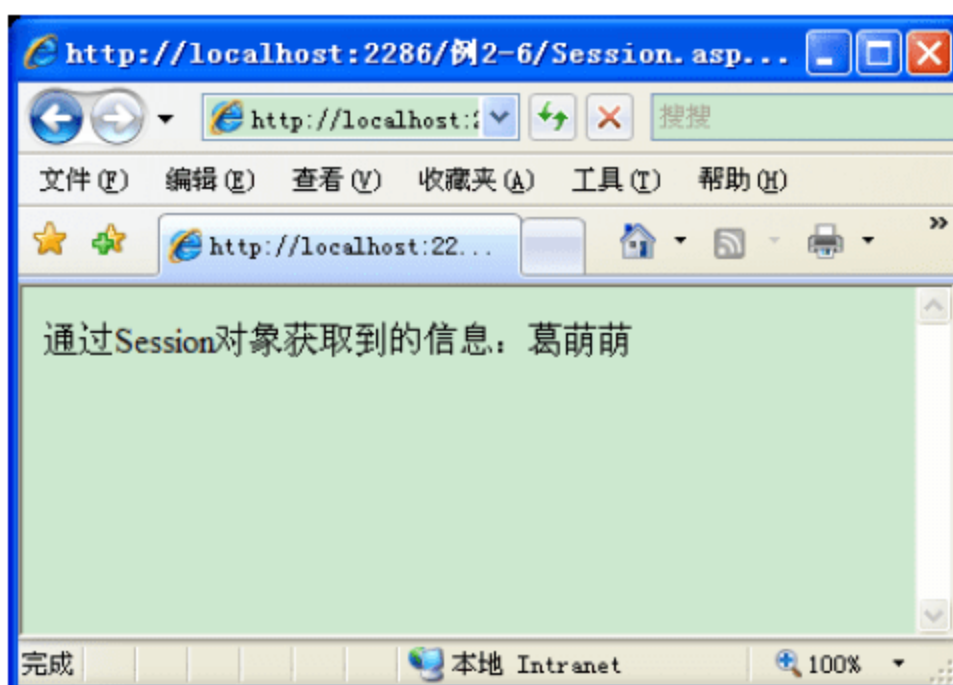 http://localhost:2286/例2-6/Session.asp...
http://localhost:2
搜搜
文件(F) 编辑(E) 查看(V) 收藏夹(A) 工具(T) 帮助(H)
http://localhost:22...
通过Session对象获取到的信息：葛萌萌
完成 本地 Intranet 100%